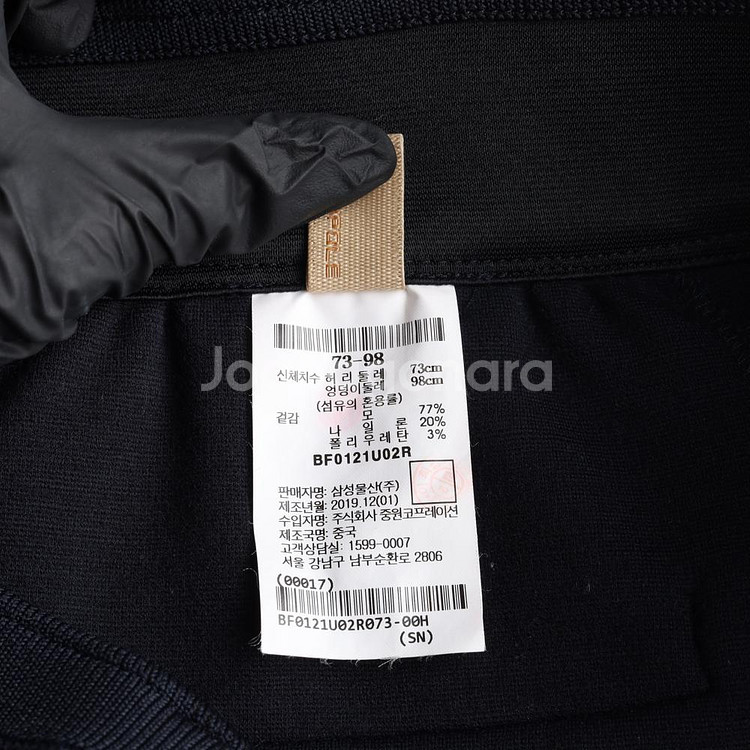 POLE
73-98
신체치수 허 리 둘 레 73cm
엉덩이둘레 98cm
(섬유의 혼용률)
겉감 모 77%
나 일 론 20%
폴 리 우 레 탄 3%
BF0121U02R
판매자명: 삼성물산(주)
제조년월: 2019.12(01)
수입자명: 주식회사 중원코프레이션
제조국명: 중국
고객상담실: 1599-0007
서울 강남구 남부순환로 2806
(00017)
BF0121U02R073-00H
(SN)